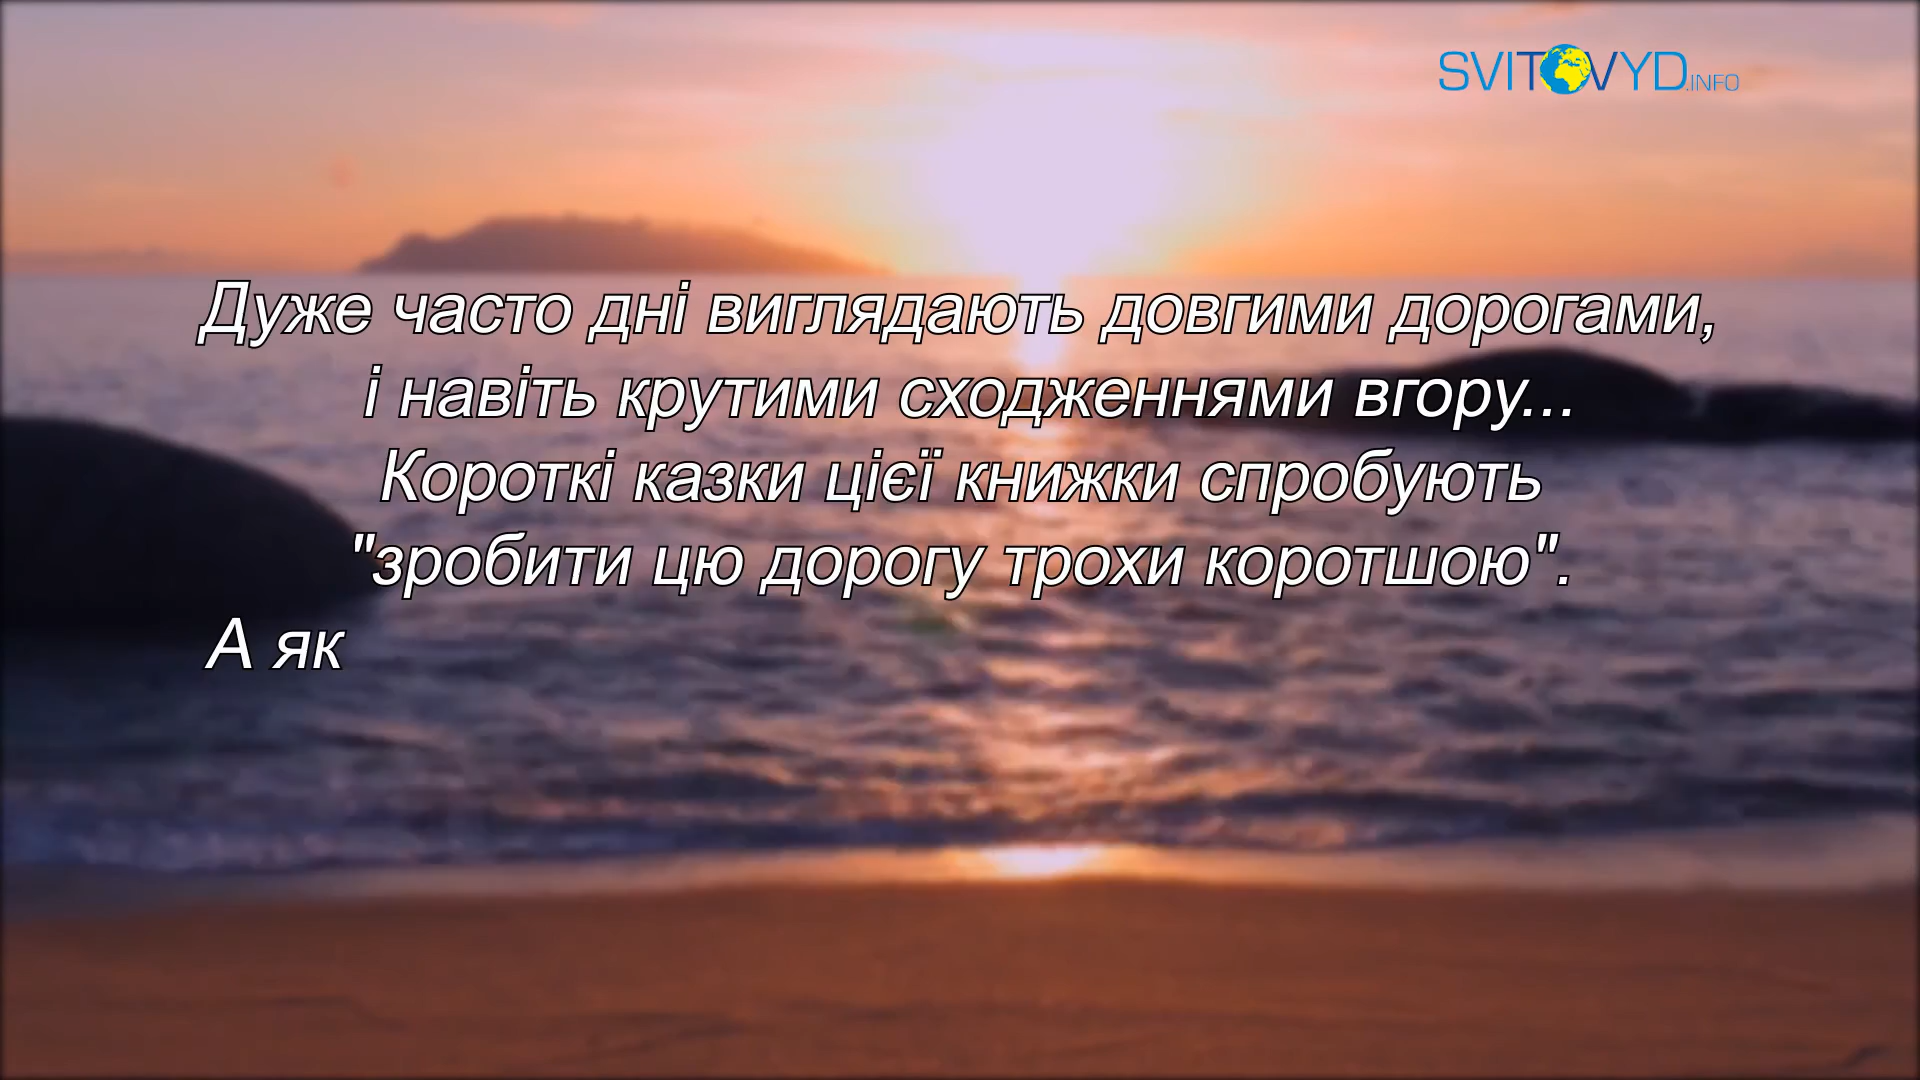 SVITOVYD.INFO
Дуже часто дні виглядають довгими дорогами,
і навіть крутими сходженнями вгору...
Короткі казки цієї книжки спробують
"зробити цю дорогу трохи коротшою".
А як